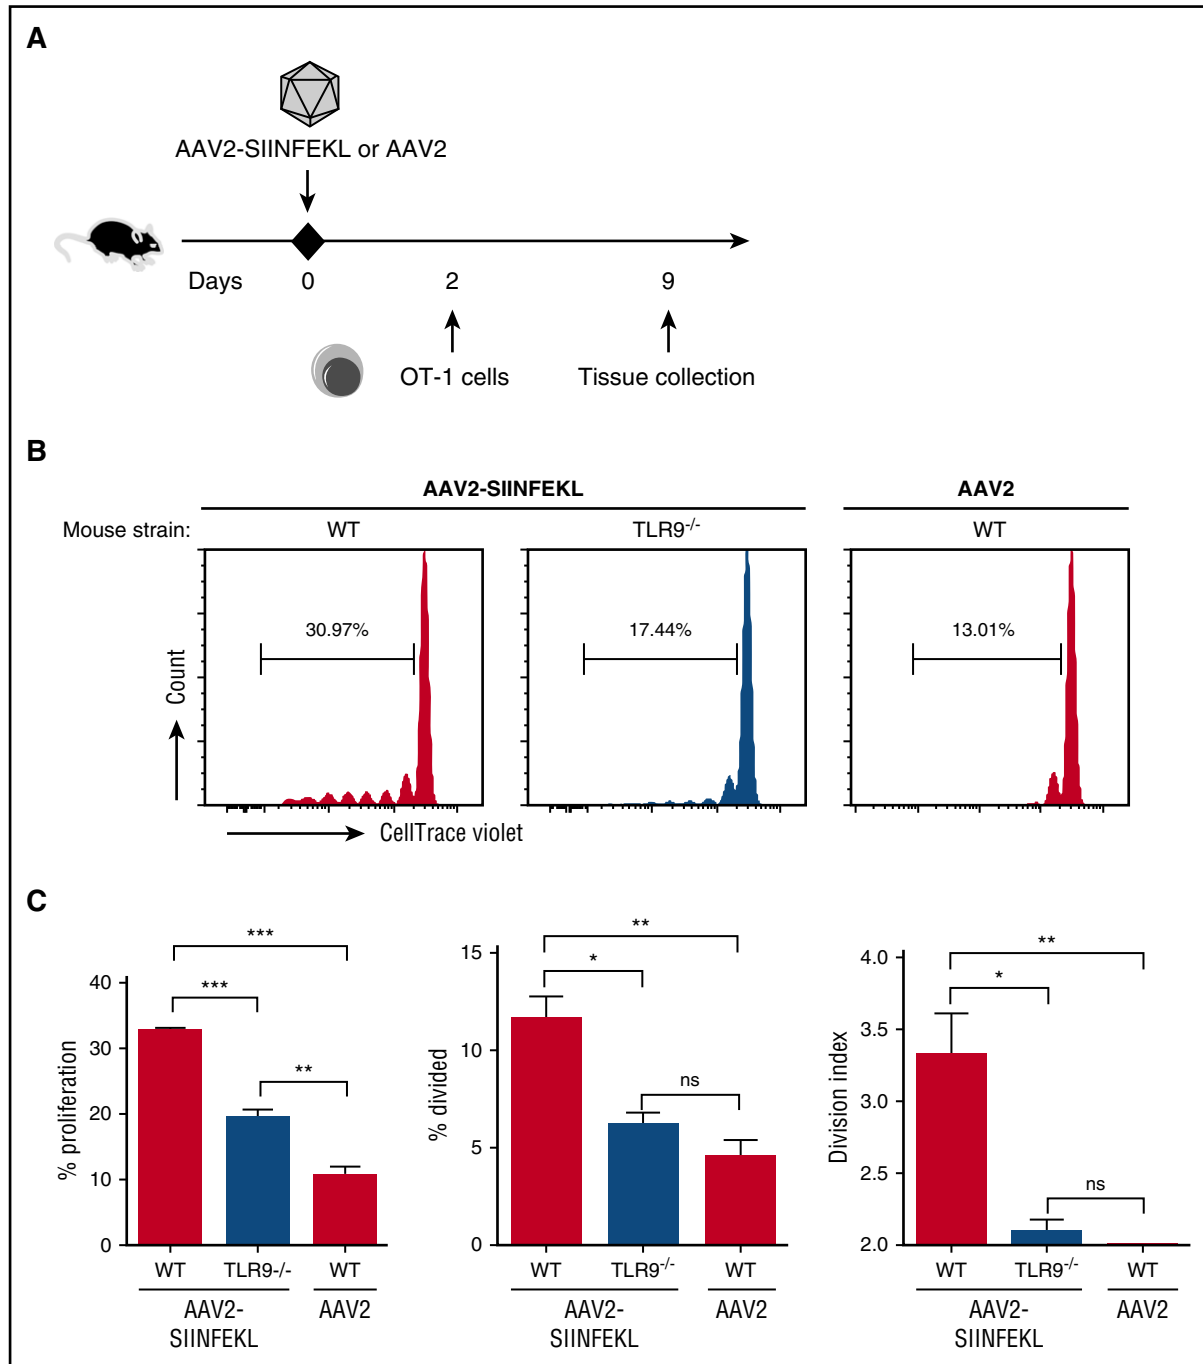 A
AAV2-SIINFEKL or AAV2
Days 0 2 9
OT-1 cells Tissue collection
B
AAV2-SIINFEKL AAV2
Mouse strain: WT TLR9-/- WT
30.97% 17.44% 13.01%
Count
CellTrace violet
C
% proliferation
40
30
20
10
0
***
***
**
WT TLR9-/- WT
AAV2-
SIINFEKL
AAV2
% divided
15
10
5
0
**
*
ns
WT TLR9-/- WT
AAV2-
SIINFEKL
AAV2
Division index
4.0
3.5
3.0
2.5
2.0
**
*
ns
WT TLR9-/- WT
AAV2-
SIINFEKL
AAV2